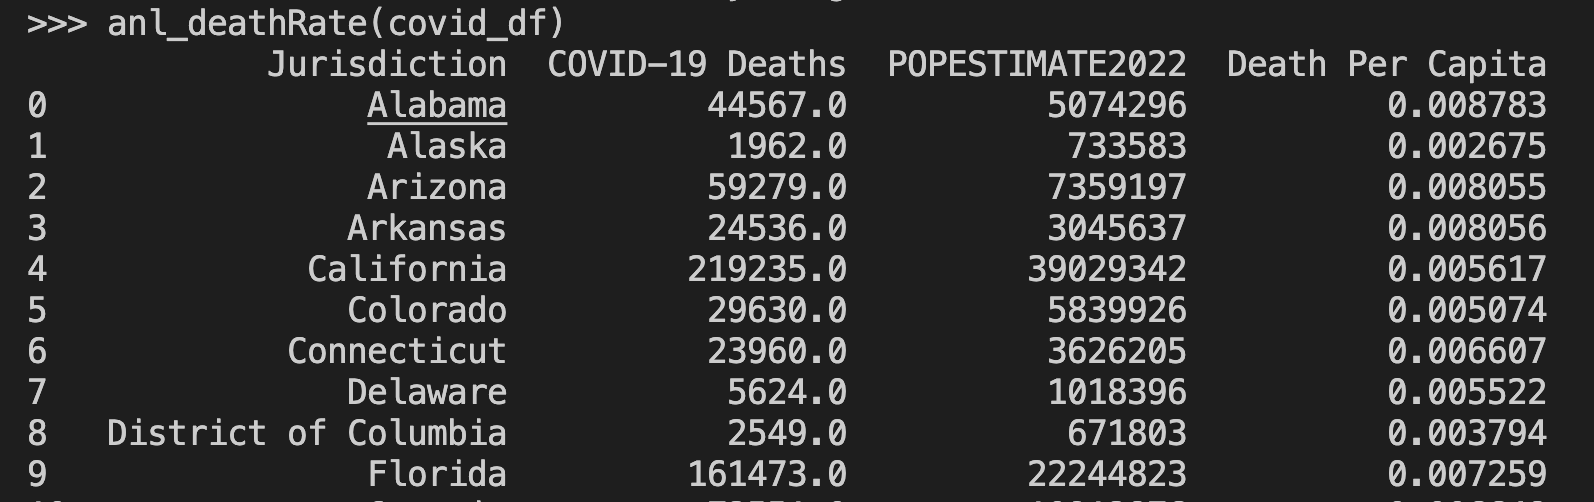 >>> anl_deathRate(covid_df)
Jurisdiction COVID-19 Deaths POPESTIMATE2022 Death Per Capita
0 Alabama 44567.0 5074296 0.008783
1 Alaska 1962.0 733583 0.002675
2 Arizona 59279.0 7359197 0.008055
3 Arkansas 24536.0 3045637 0.008056
4 California 219235.0 39029342 0.005617
5 Colorado 29630.0 5839926 0.005074
6 Connecticut 23960.0 3626205 0.006607
7 Delaware 5624.0 1018396 0.005522
8 District of Columbia 2549.0 671803 0.003794
9 Florida 161473.0 22244823 0.007259